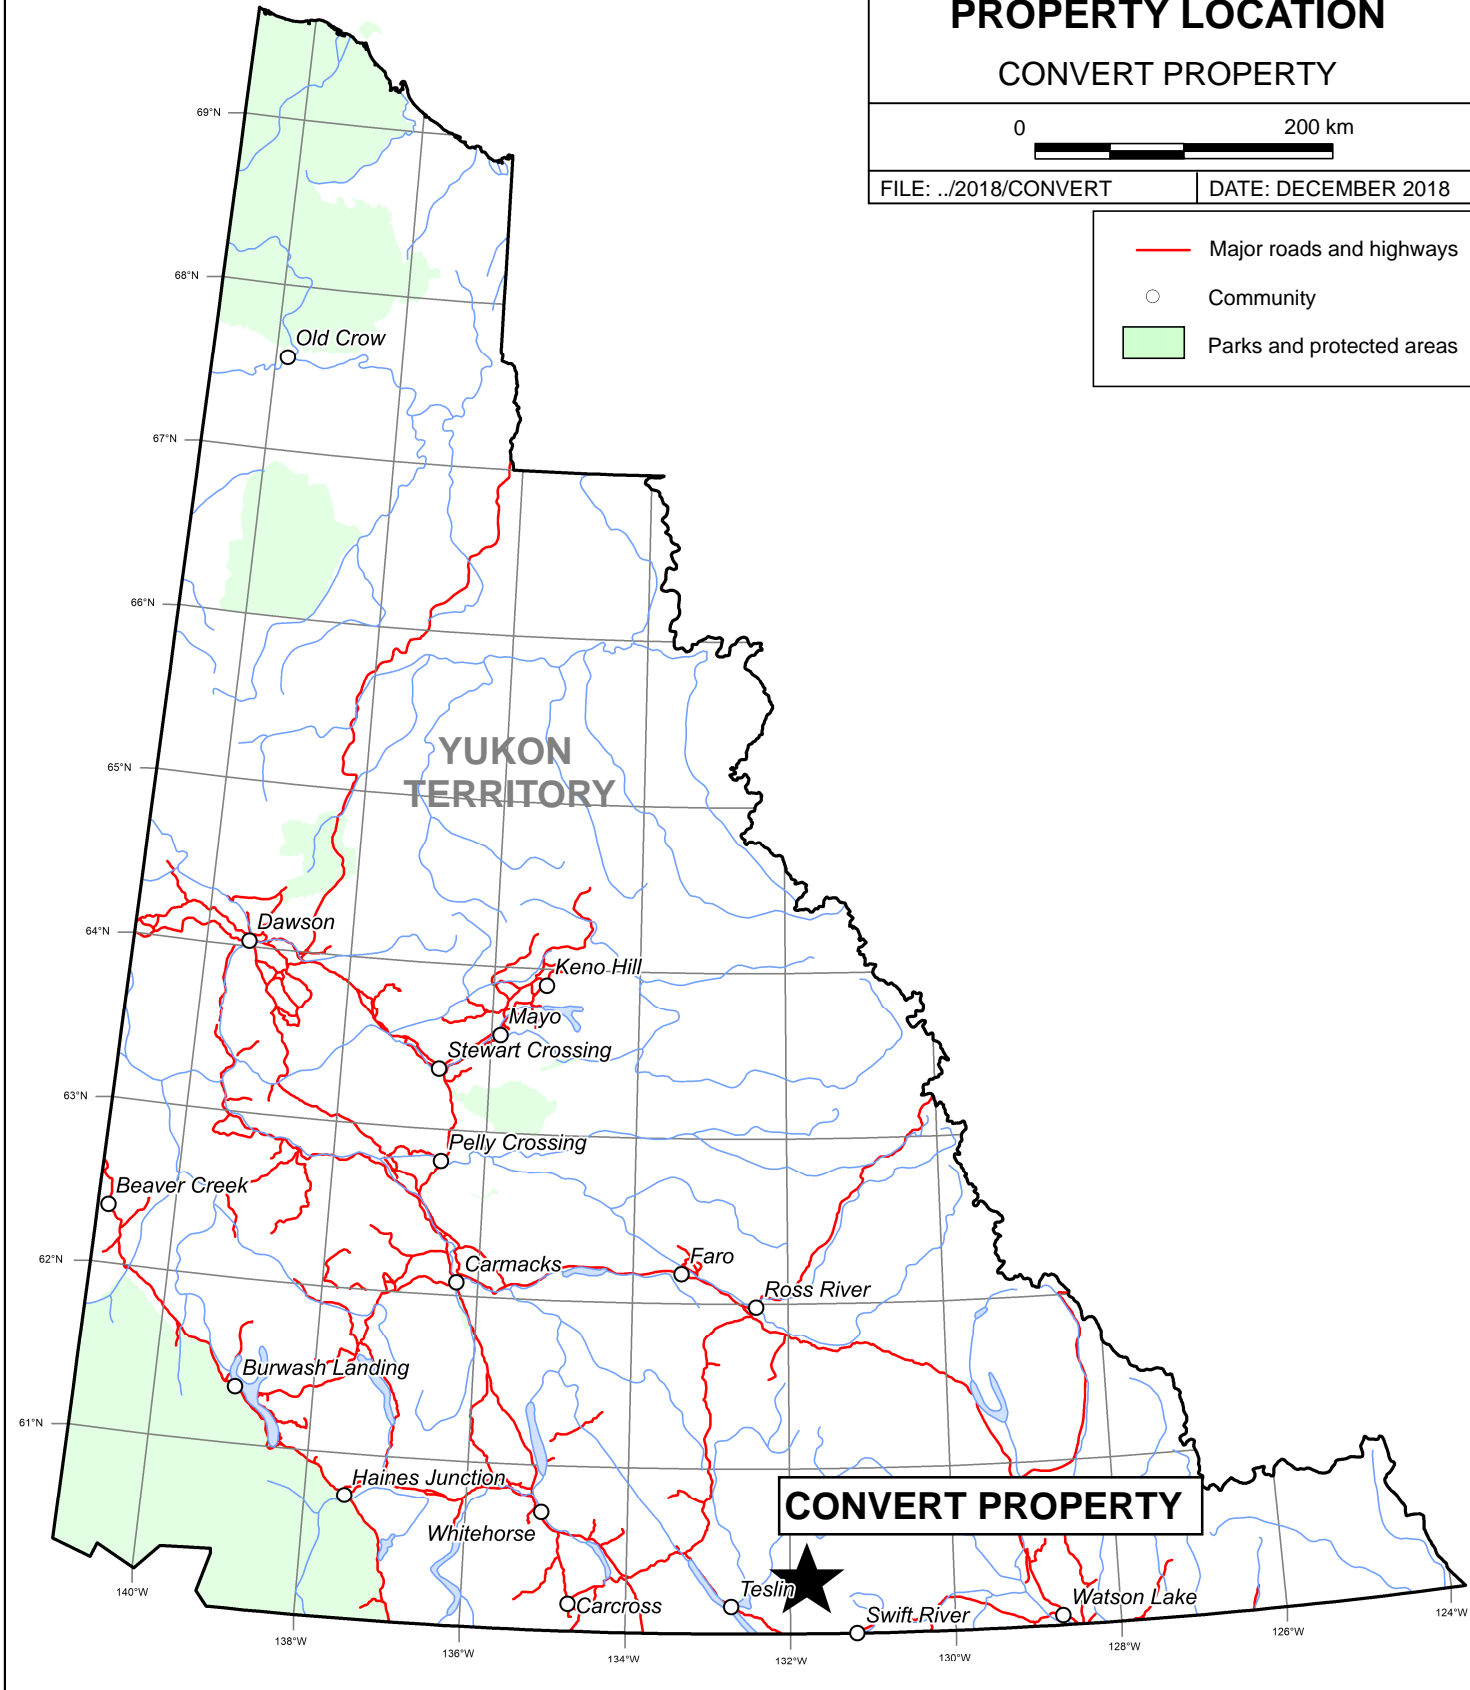 PROPERTY LOCATION
CONVERT PROPERTY
0 200 km
FILE: ../2018/CONVERT DATE: DECEMBER 2018
Major roads and highways
Community
Parks and protected areas
69°N
68°N
Old Crow
67°N
66°N
65°N
YUKON
TERRITORY
Dawson
64°N
Keno Hill
Mayo
Stewart Crossing
63°N
Pelly Crossing
Beaver Creek
62°N
Carmacks
Faro
Ross River
Burwash Landing
61°N
Haines Junction
CONVERT PROPERTY
Whitehorse
Teslin
Carcross
Swift River
Watson Lake
140°W
138°W
136°W
134°W
132°W
130°W
128°W
126°W
124°W